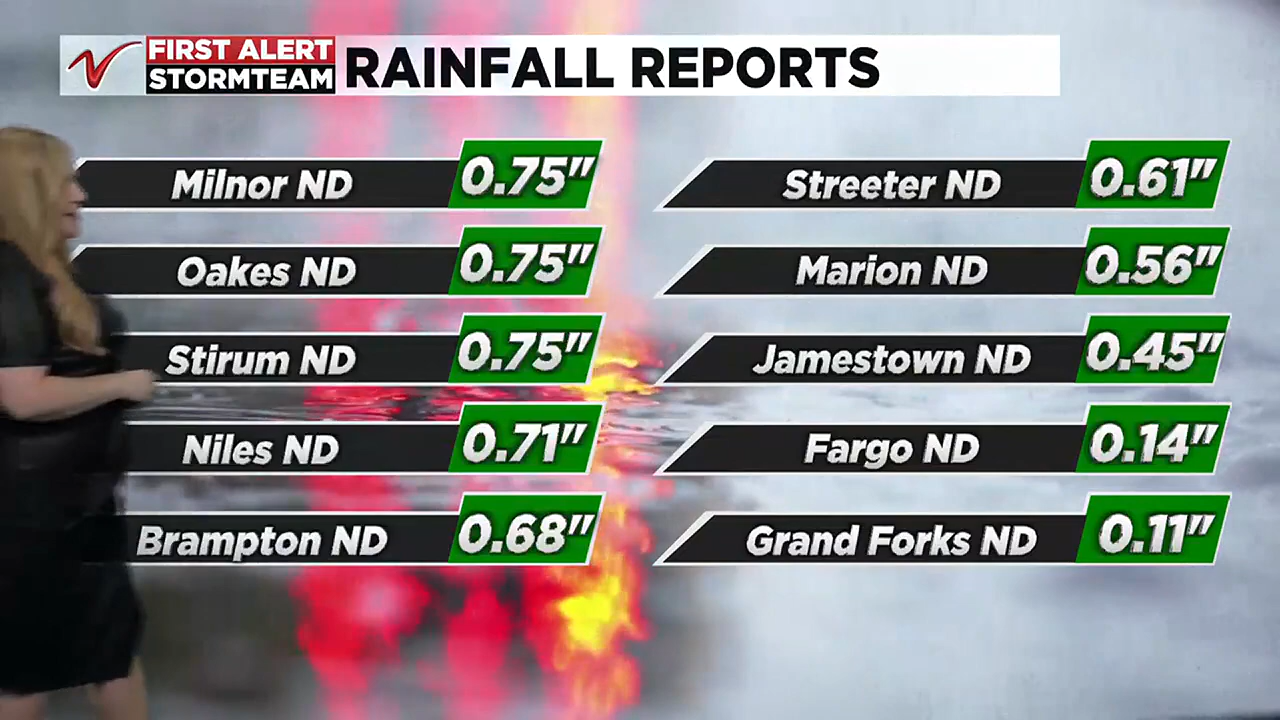 FIRST ALERT
STORMTEAM
RAINFALL REPORTS
Milnor ND 0.75"
Oakes ND 0.75"
Stirum ND 0.75"
Niles ND 0.71"
Brampton ND 0.68"
Streeter ND 0.61"
Marion ND 0.56"
Jamestown ND 0.45"
Fargo ND 0.14"
Grand Forks ND 0.11"